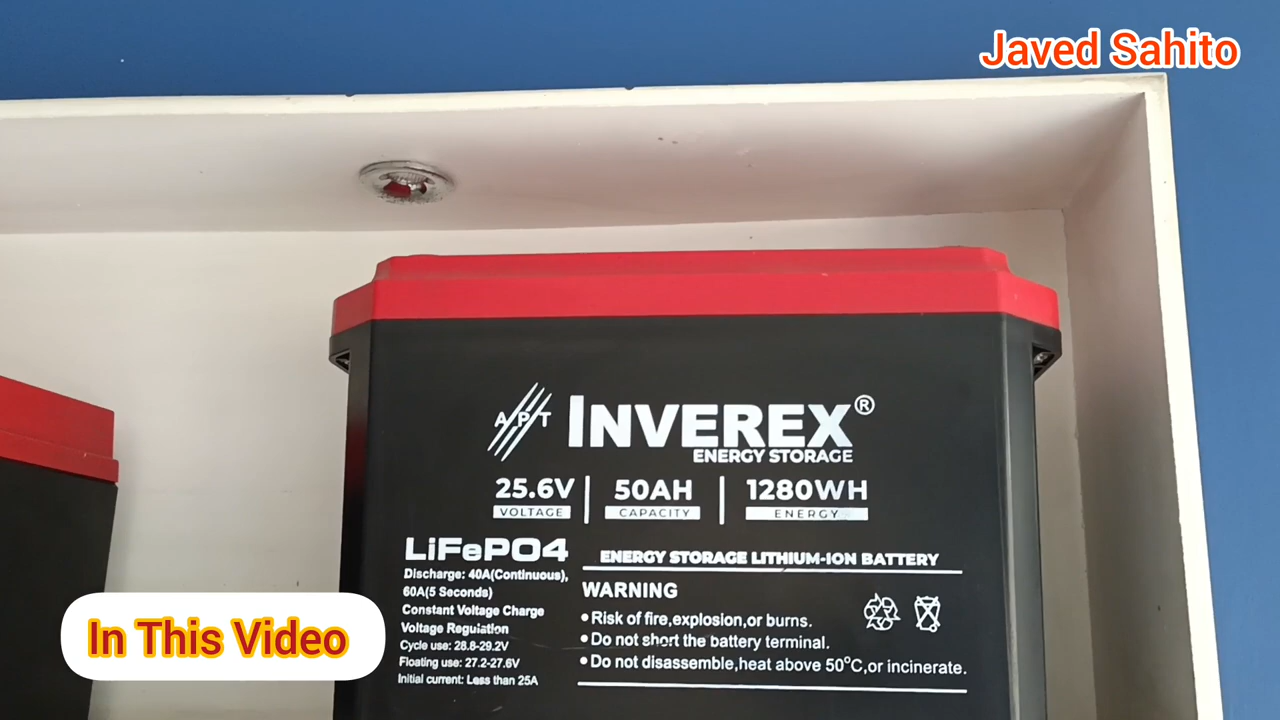 Javed Sahito
APT INVEREX®
ENERGY STORAGE
25.6V 50AH 1280WH
VOLTAGE CAPACITY ENERGY
LiFePO4
Discharge: 40A(Continuous),
60A(5 Seconds)
Constant Voltage Charge
Voltage Regulation
Cycle use: 28.8-29.2V
Floating use: 27.2-27.6V
Initial current: Less than 25A
ENERGY STORAGE LITHIUM-ION BATTERY
WARNING
•Risk of fire,explosion,or burns.
•Do not short the battery terminal.
•Do not disassemble,heat above 50°C,or incinerate.
In This Video